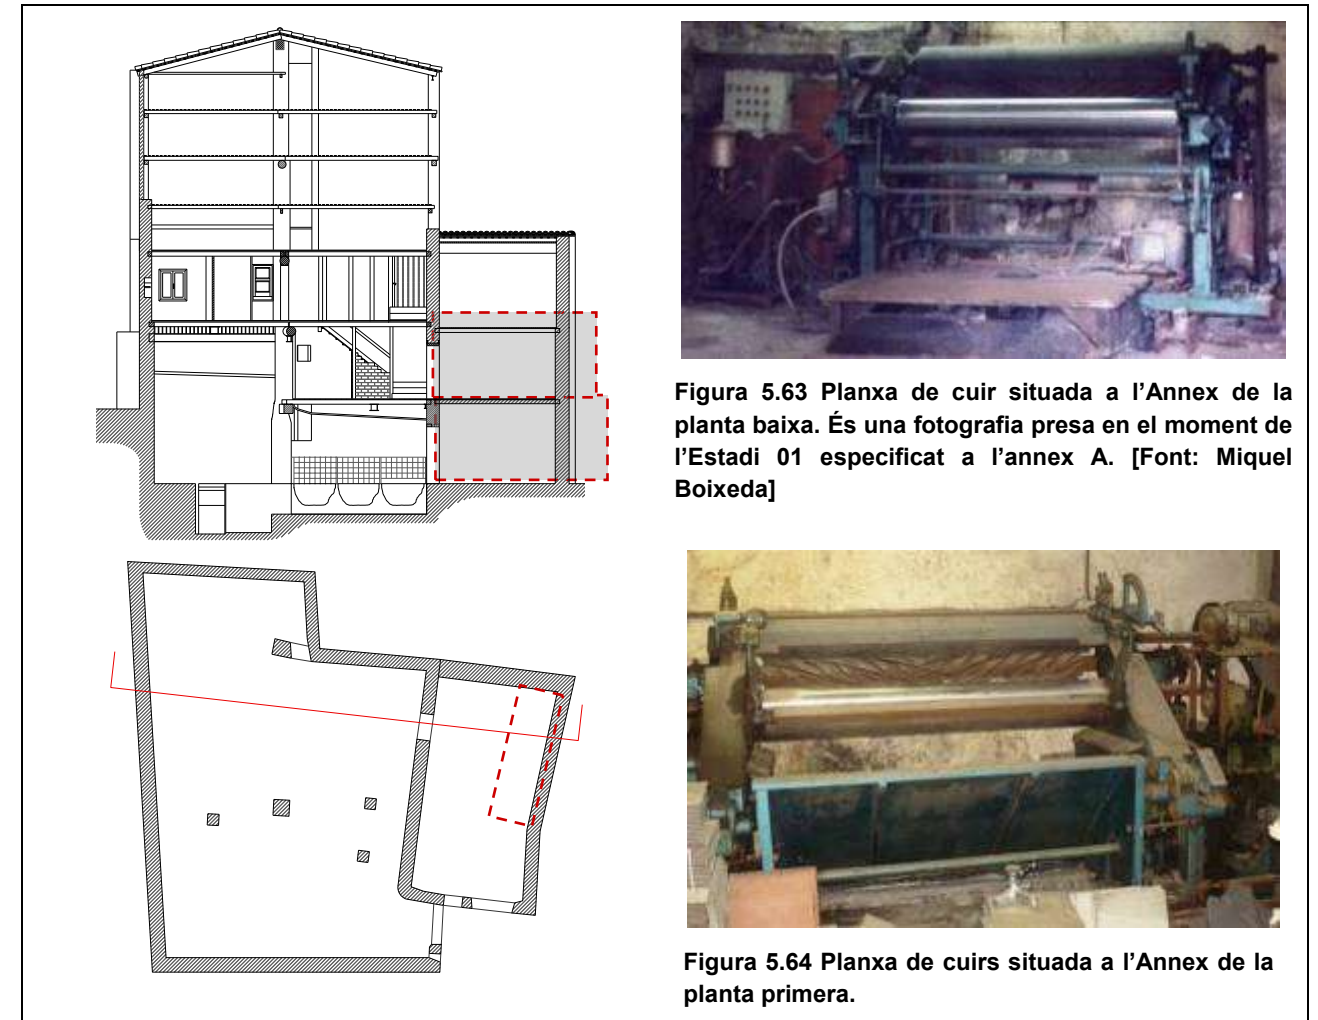 Figura 5.63 Planxa de cuir situada a l’Annex de la
planta baixa. És una fotografia presa en el moment de
l’Estadi 01 especificat a l’annex A. [Font: Miquel
Boixeda]
Figura 5.64 Planxa de cuirs situada a l’Annex de la
planta primera.